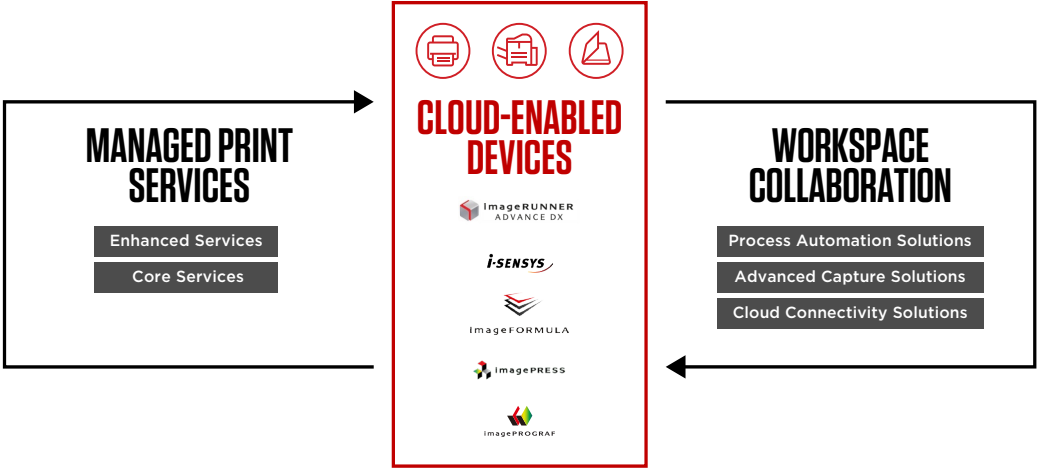 MANAGED PRINT
SERVICES
Enhanced Services
Core Services
CLOUD-ENABLED
DEVICES
imageRUNNER
ADVANCE DX
i-SENSYS
imageFORMULA
imagePRESS
imagePROGRAF
WORKSPACE
COLLABORATION
Process Automation Solutions
Advanced Capture Solutions
Cloud Connectivity Solutions